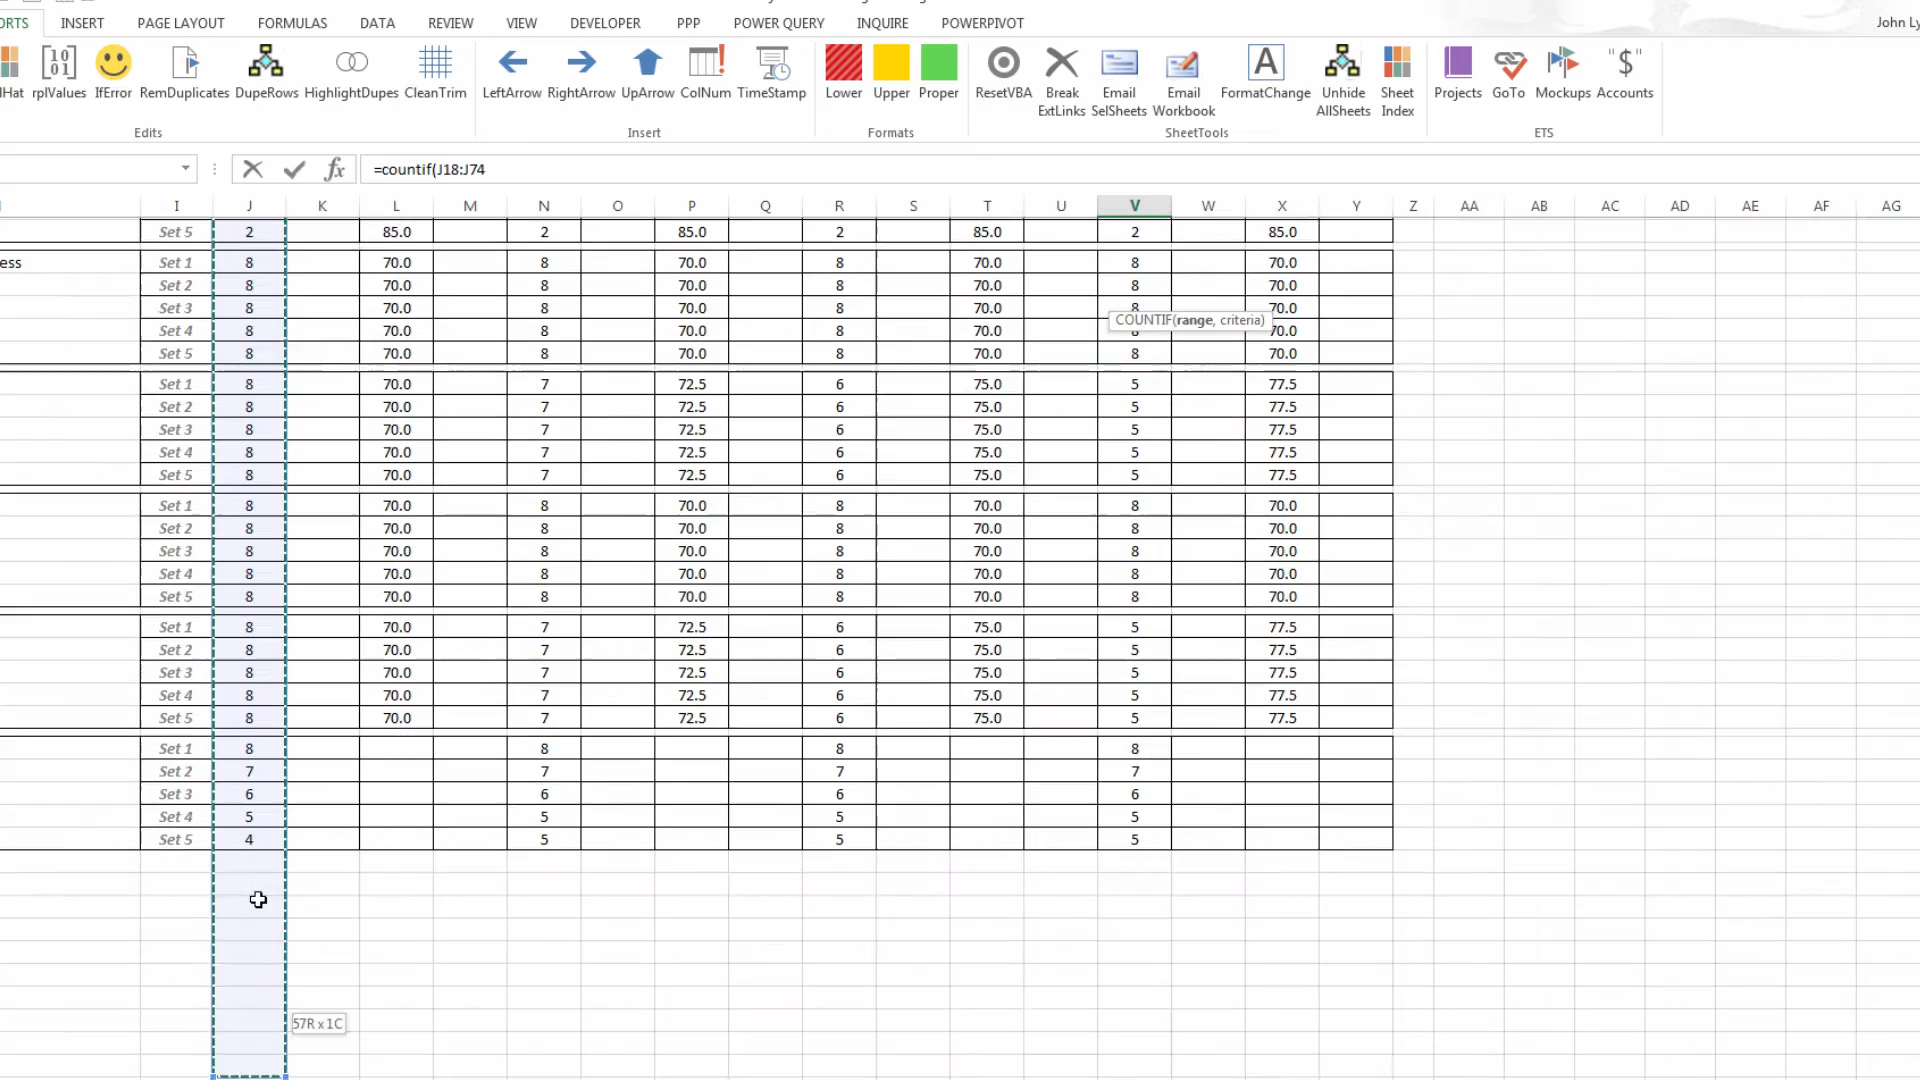 ORTS INSERT PAGE LAYOUT FORMULAS DATA REVIEW VIEW DEVELOPER PPP POWER QUERY INQUIRE POWERPIVOT
John Ly
lHat rplValues IfError RemDuplicates DupeRows HighlightDupes CleanTrim LeftArrow RightArrow UpArrow ColNum TimeStamp Lower Upper Proper ResetVBA Break ExtLinks Email SelSheets Email Workbook FormatChange Unhide AllSheets Sheet Index Projects GoTo Mockups Accounts
Edits Insert Formats SheetTools ETS
=countif(J18:J74
I J K L M N O P Q R S T U V W X Y Z AA AB AC AD AE AF AG
Set 5 2 85.0 2 85.0 2 85.0 2 85.0
ess Set 1 8 70.0 8 70.0 8 70.0 8 70.0
Set 2 8 70.0 8 70.0 8 70.0 8 70.0
Set 3 8 70.0 8 70.0 8 70.0 8 70.0
COUNTIF(range, criteria)
Set 4 8 70.0 8 70.0 8 70.0 8 70.0
Set 5 8 70.0 8 70.0 8 70.0 8 70.0
Set 1 8 70.0 7 72.5 6 75.0 5 77.5
Set 2 8 70.0 7 72.5 6 75.0 5 77.5
Set 3 8 70.0 7 72.5 6 75.0 5 77.5
Set 4 8 70.0 7 72.5 6 75.0 5 77.5
Set 5 8 70.0 7 72.5 6 75.0 5 77.5
Set 1 8 70.0 8 70.0 8 70.0 8 70.0
Set 2 8 70.0 8 70.0 8 70.0 8 70.0
Set 3 8 70.0 8 70.0 8 70.0 8 70.0
Set 4 8 70.0 8 70.0 8 70.0 8 70.0
Set 5 8 70.0 8 70.0 8 70.0 8 70.0
Set 1 8 70.0 7 72.5 6 75.0 5 77.5
Set 2 8 70.0 7 72.5 6 75.0 5 77.5
Set 3 8 70.0 7 72.5 6 75.0 5 77.5
Set 4 8 70.0 7 72.5 6 75.0 5 77.5
Set 5 8 70.0 7 72.5 6 75.0 5 77.5
Set 1 8 8 8 8
Set 2 7 7 7 7
Set 3 6 6 6 6
Set 4 5 5 5 5
Set 5 4 5 5 5
57R x 1C